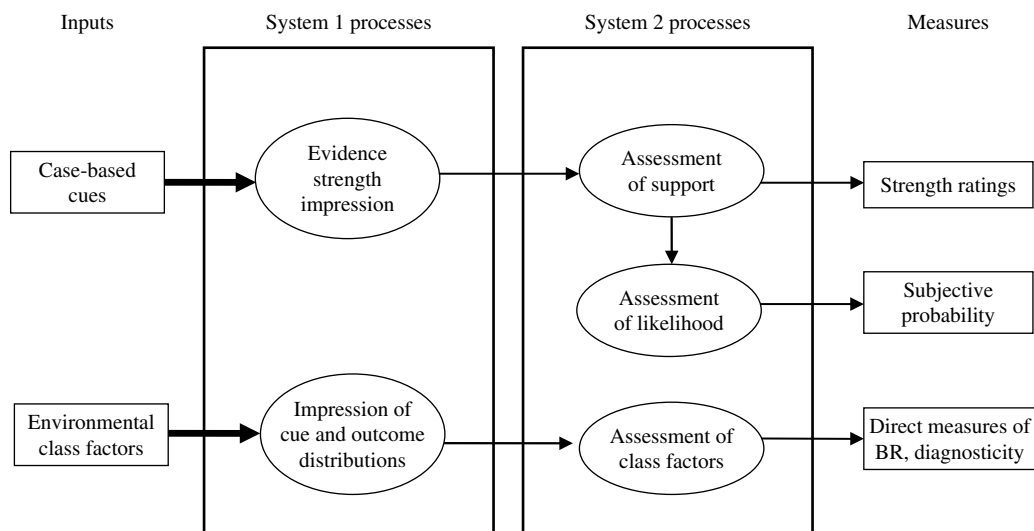 Inputs
System 1 processes
System 2 processes
Measures
Case-based
cues
Evidence
strength
impression
Assessment
of support
Strength ratings
Assessment
of likelihood
Subjective
probability
Environmental
class factors
Impression of
cue and outcome
distributions
Assessment of
class factors
Direct measures of
BR, diagnosticity